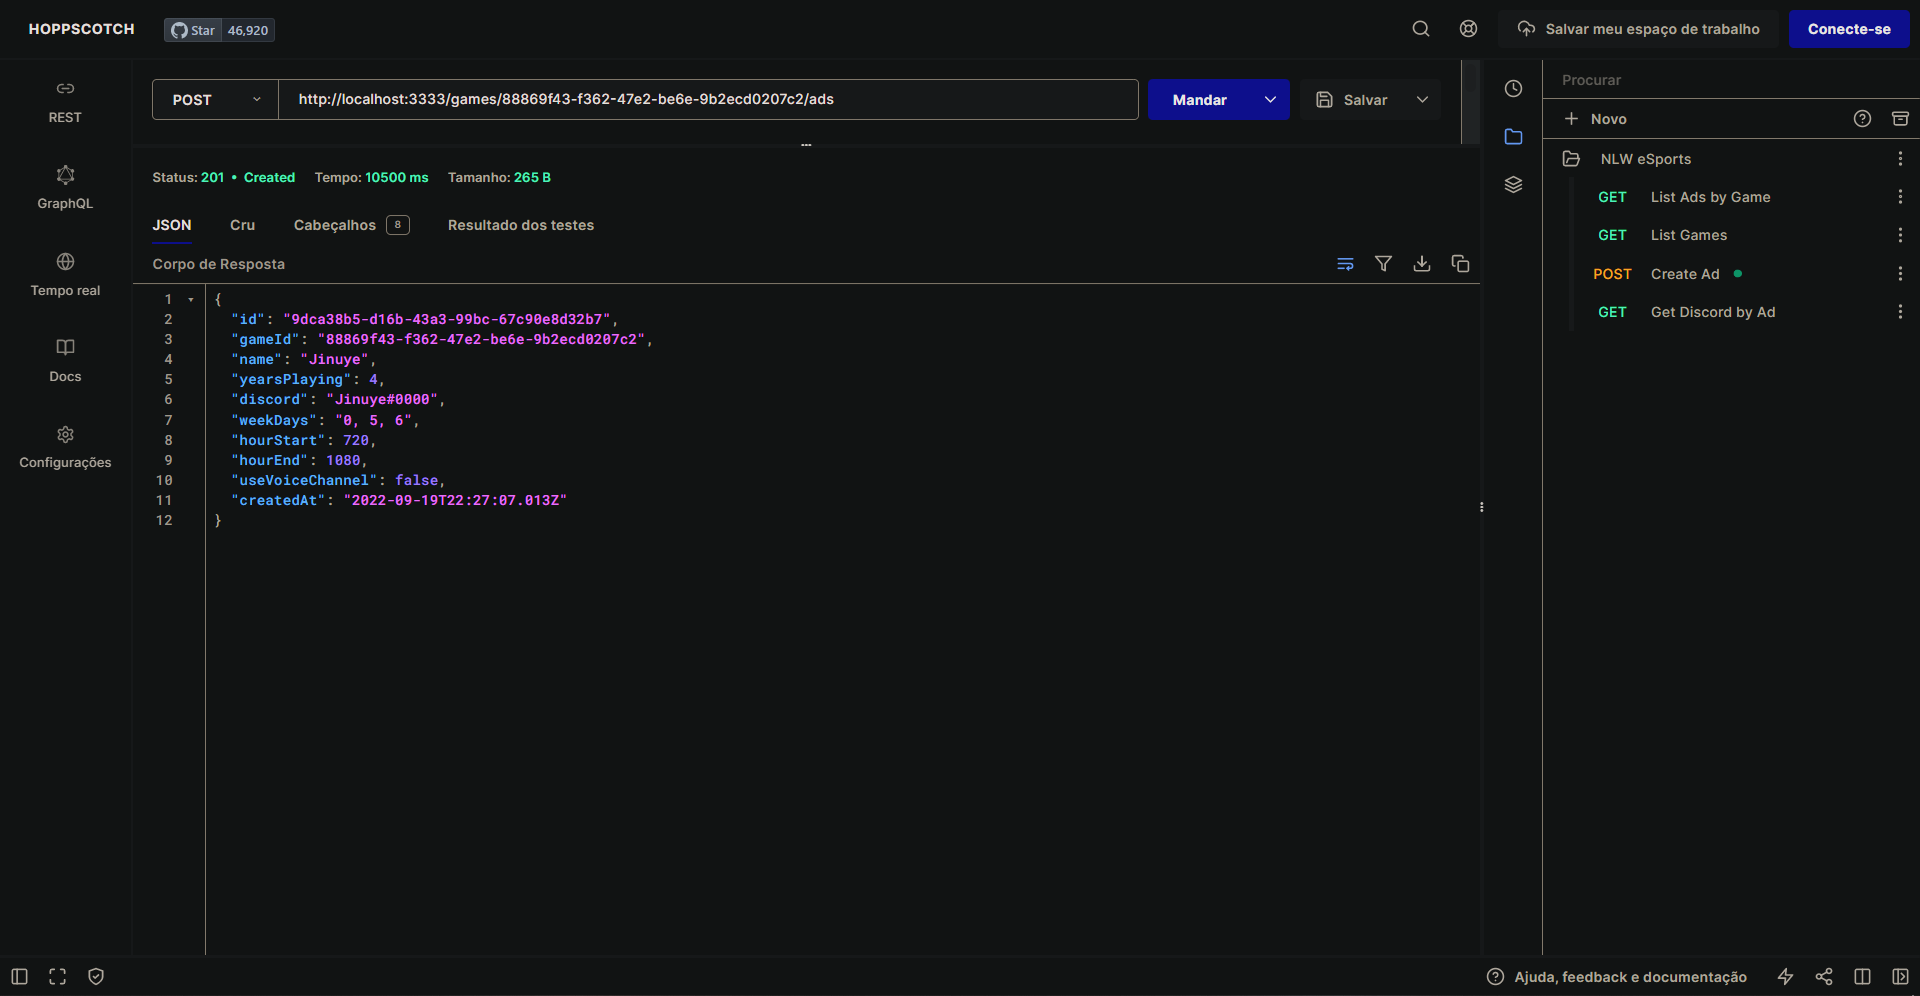 HOPPSCOTCH
Star 46,920
Salvar meu espaço de trabalho
Conecte-se
REST
GraphQL
Tempo real
Docs
Configurações
POST
http://localhost:3333/games/88869f43-f362-47e2-be6e-9b2ecd0207c2/ads
Mandar
Salvar
Status: 201 • Created Tempo: 10500 ms Tamanho: 265 B
JSON Cru Cabeçalhos 8 Resultado dos testes
Corpo de Resposta
1 {
2 "id": "9dca38b5-d16b-43a3-99bc-67c90e8d32b7",
3 "gameId": "88869f43-f362-47e2-be6e-9b2ecd0207c2",
4 "name": "Jinuye",
5 "yearsPlaying": 4,
6 "discord": "Jinuye#0000",
7 "weekDays": "0, 5, 6",
8 "hourStart": 720,
9 "hourEnd": 1080,
10 "useVoiceChannel": false,
11 "createdAt": "2022-09-19T22:27:07.013Z"
12 }
Procurar
Novo
NLW eSports
GET List Ads by Game
GET List Games
POST Create Ad
GET Get Discord by Ad
Ajuda, feedback e documentação